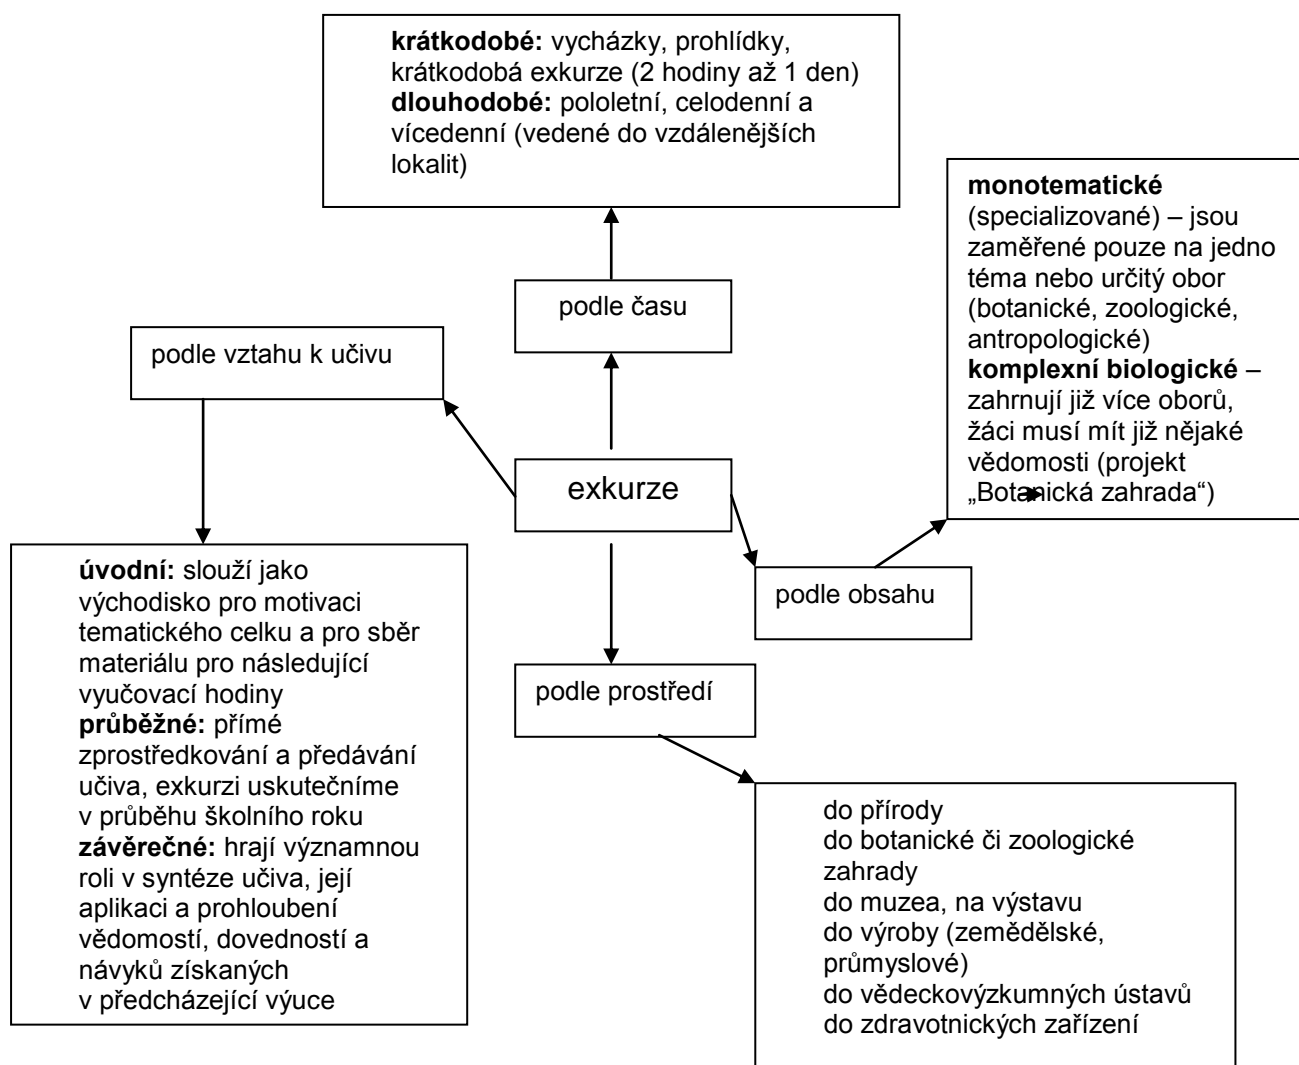 krátkodobé: vycházky, prohlídky,
krátkodobá exkurze (2 hodiny až 1 den)
dlouhodobé: pololetní, celodenní a
vícedenní (vedené do vzdálenějších
lokalit)
monotematické
(specializované) – jsou
zaměřené pouze na jedno
téma nebo určitý obor
(botanické, zoologické,
antropologické)
komplexní biologické –
zahrnují již více oborů,
žáci musí mít již nějaké
vědomosti (projekt
„Botanická zahrada“)
podle času
podle vztahu k učivu
exkurze
podle obsahu
úvodní: slouží jako
východisko pro motivaci
tematického celku a pro sběr
materiálu pro následující
vyučovací hodiny
průběžné: přímé
zprostředkování a předávání
učiva, exkurzi uskutečníme
v průběhu školního roku
závěrečné: hrají významnou
roli v syntéze učiva, její
aplikaci a prohloubení
vědomostí, dovedností a
návyků získaných
v předcházející výuce
podle prostředí
do přírody
do botanické či zoologické
zahrady
do muzea, na výstavu
do výroby (zemědělské,
průmyslové)
do vědeckovýzkumných ústavů
do zdravotnických zařízení